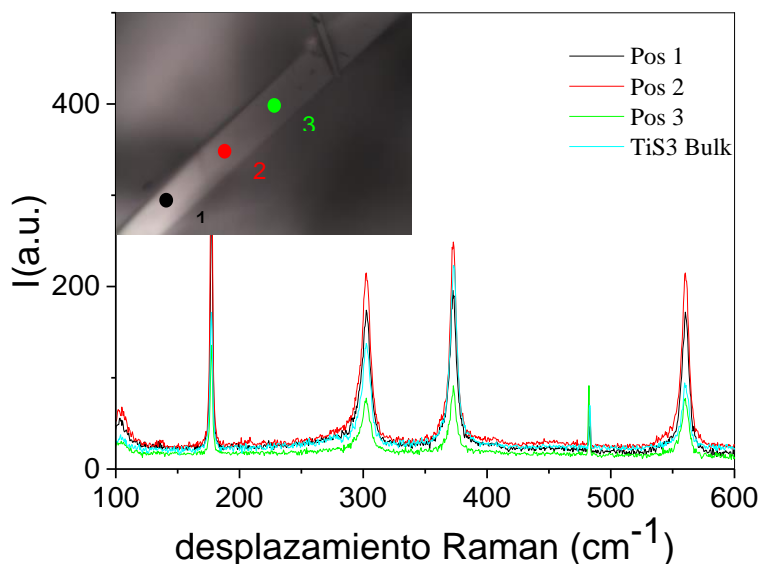 I(a.u.)
400
200
0
100
200
300
400
500
600
desplazamiento Raman (cm-1)
Pos 1
Pos 2
Pos 3
TiS3 Bulk
3
2
1